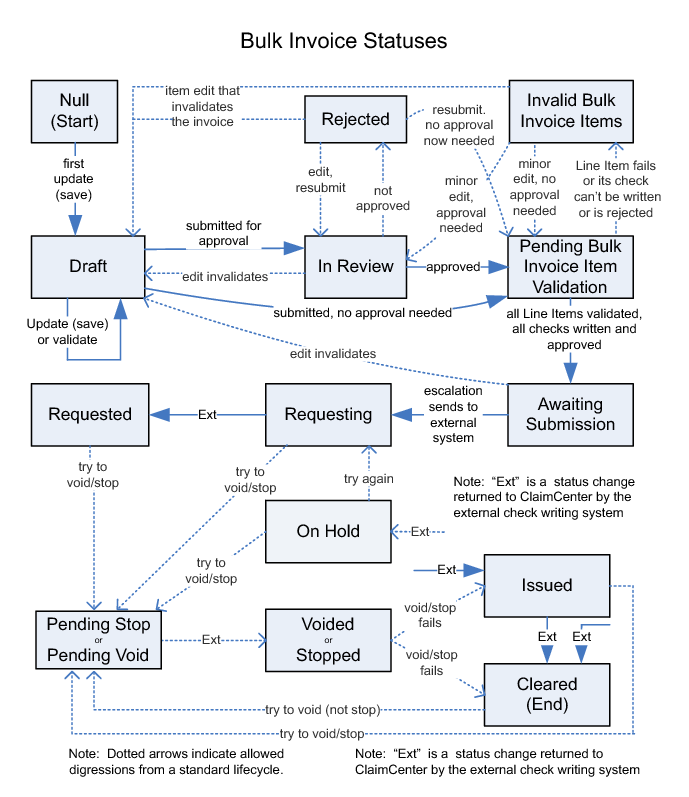 Bulk Invoice Statuses
Null
(Start)
item edit that
invalidates
the invoice
Rejected
resubmit.
no approval
now needed
Invalid Bulk
Invoice Items
first
update
(save)
edit,
resubmit
not
approved
minor
edit,
approval
needed
minor
edit, no
approval
needed
Line Item fails
or its check
can't be written
or is rejected
Draft
submitted for
approval
edit invalidates
In Review
approved
Pending Bulk
Invoice Item
Validation
submitted, no approval needed
Update (save)
or validate
all Line Items validated,
all checks written and
approved
edit invalidates
Requested
Ext
Requesting
escalation
sends to
external
system
Awaiting
Submission
try to
void/stop
try to
void/stop
try again
Note: “Ext” is a status change
returned to ClaimCenter by the
external check writing system
On Hold
Ext
try to
void/stop
Ext
Issued
Pending Stop
or
Pending Void
Ext
Voided
or
Stopped
void/stop
fails
void/stop
fails
Ext
Ext
Cleared
(End)
try to void (not stop)
try to void/stop
Note: Dotted arrows indicate allowed
digressions from a standard lifecycle.
Note: “Ext” is a status change returned to
ClaimCenter by the external check writing system